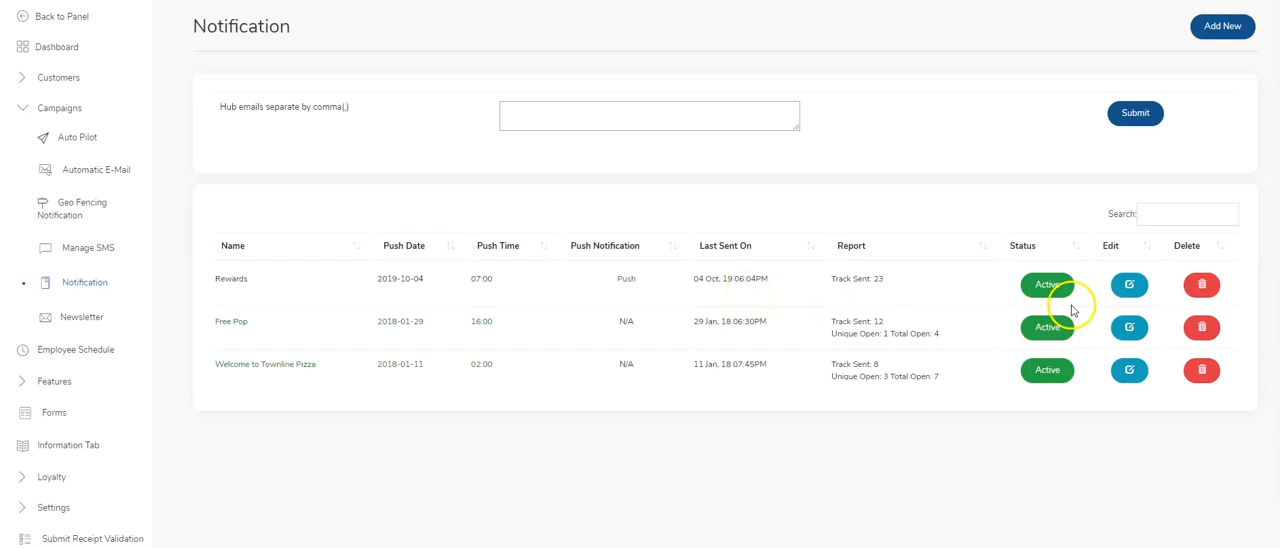 Back to Panel
Dashboard
Customers
Campaigns
Auto Pilot
Automatic E-Mail
Geo Fencing
Notification
Manage SMS
Notification
Newsletter
Employee Schedule
Features
Forms
Information Tab
Loyalty
Settings
Submit Receipt Validation
Notification
Add New
Hub emails separate by comma(,)
Submit
Search:
Name Push Date Push Time Push Notification Last Sent On Report Status Edit Delete
Rewards 2019-10-04 07:00 Push 04 Oct, 19 06:04PM Track Sent: 23 Active
Free Pop 2018-01-29 16:00 N/A 29 Jan, 18 06:30PM Track Sent: 12 Active
Unique Open: 1 Total Open: 4
Welcome to Townline Pizza 2018-01-11 02:00 N/A 11 Jan, 18 07:45PM Track Sent: 8 Active
Unique Open: 3 Total Open: 7